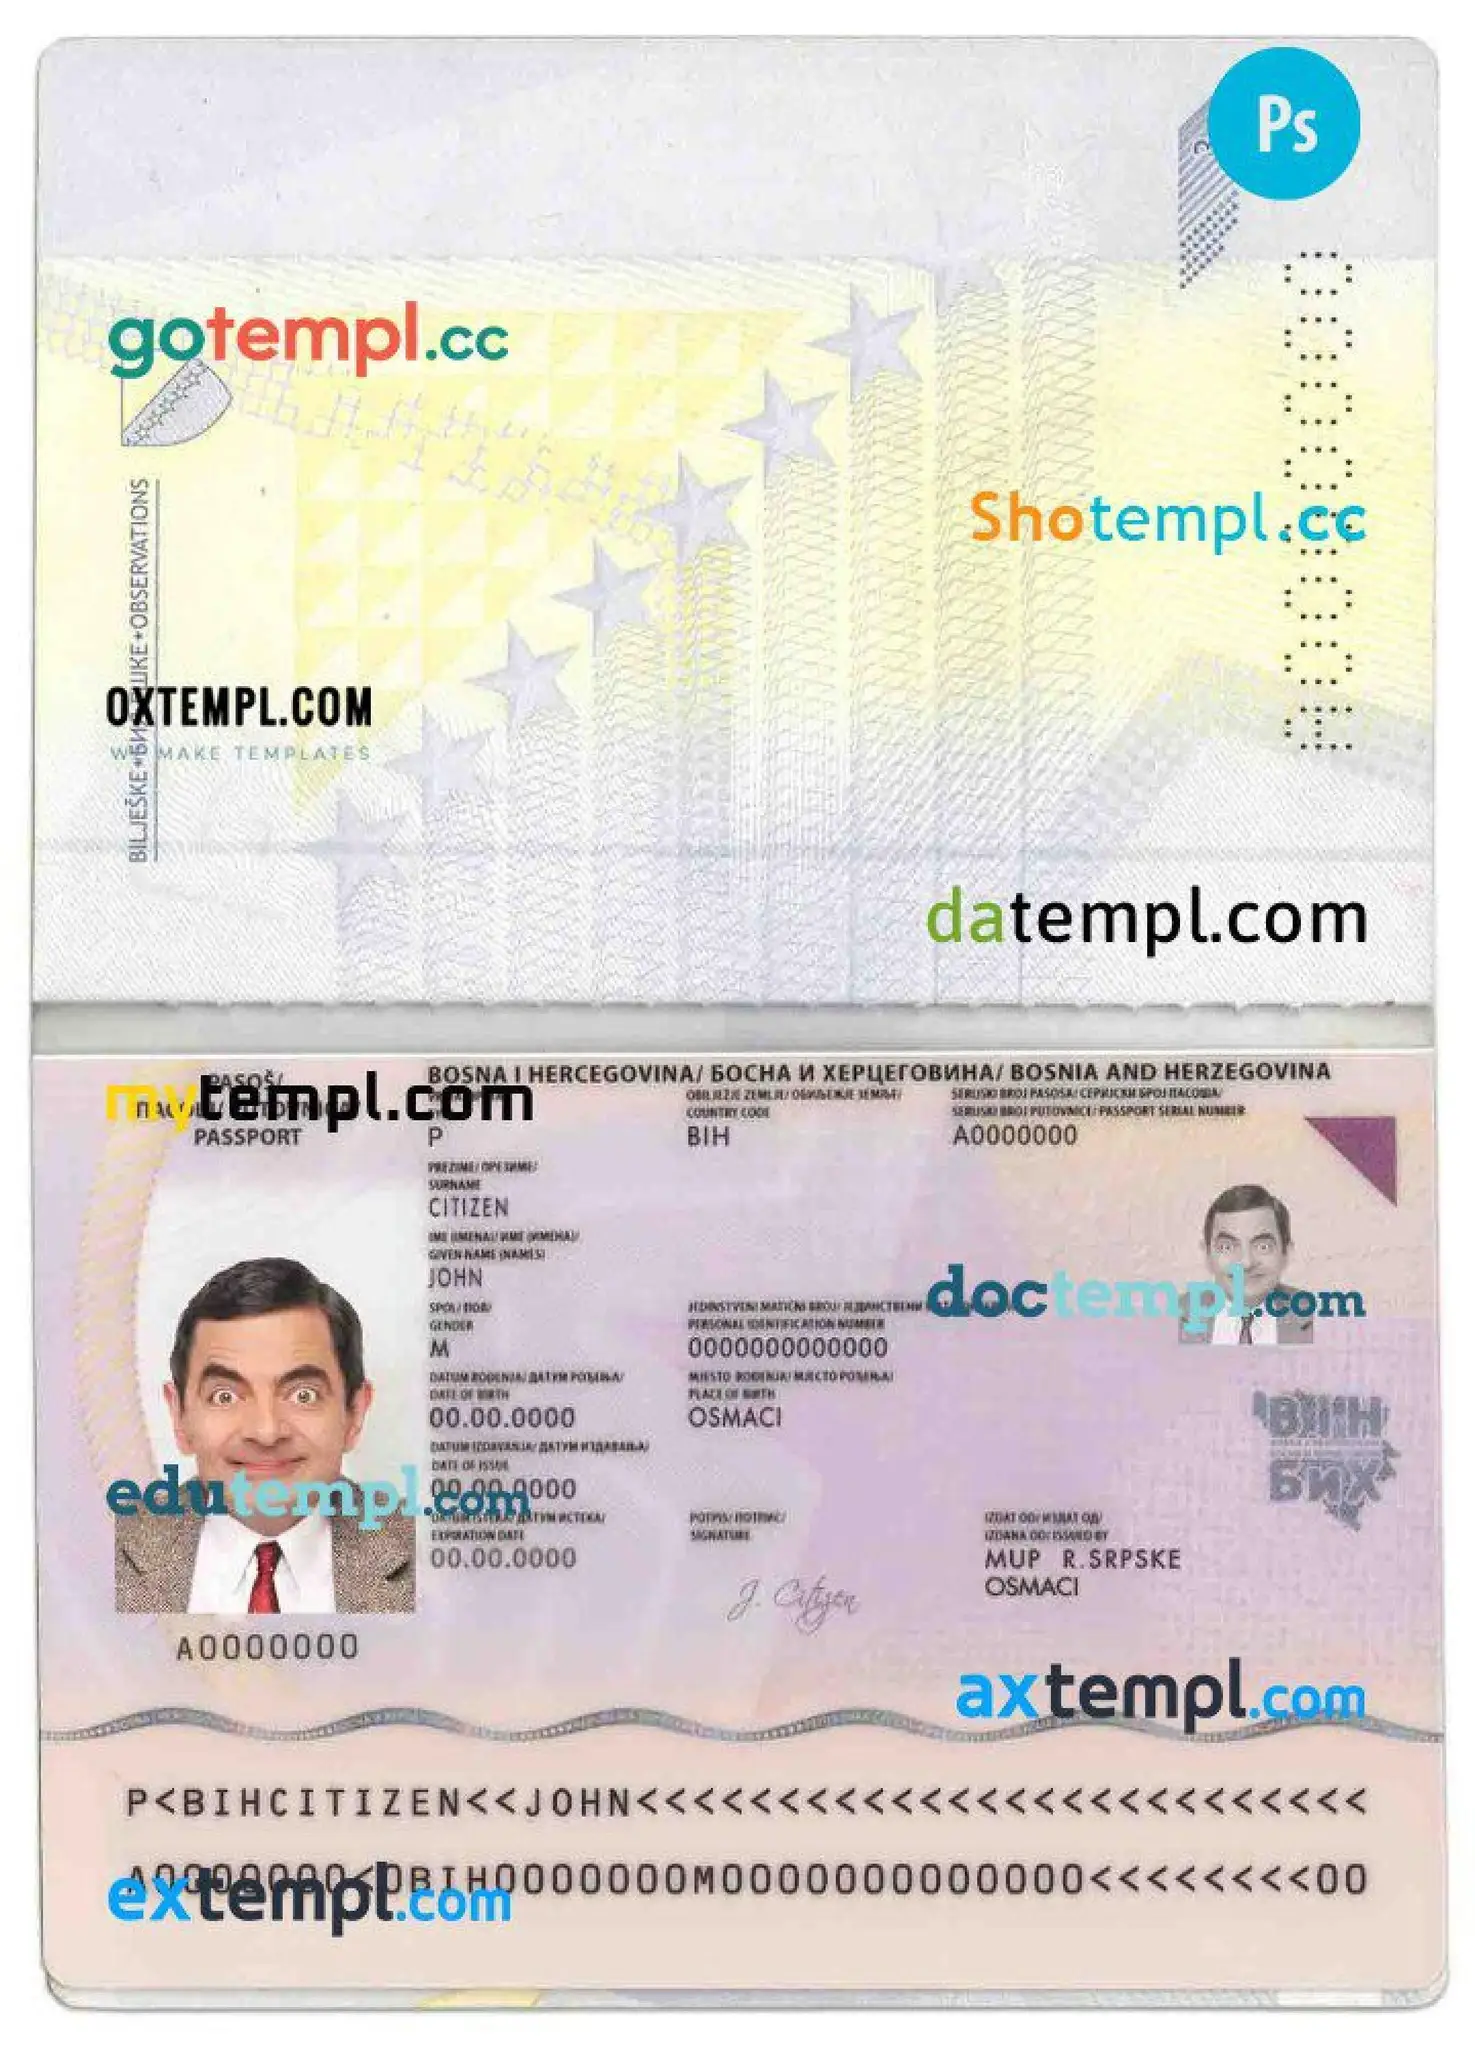 Ps
gotempl.cc
Shotempl.cc
BILJEŠKE•БИЉЕШКЕ•OBSERVATIONS
OXTEMPL.COM
WE MAKE TEMPLATES
datempl.com
BOSNA I HERCEGOVINA/ БОСНА И ХЕРЦЕГОВИНА/ BOSNIA AND HERZEGOVINA
PASOŠ/
mytempl.com
PASSPORT
OBILJEŽJE ZEMLJE/ ОБИЉЕЖЈЕ ЗЕМЉЕ/
COUNTRY CODE
SERIJSKI BROJ PASOŠA/ СЕРИЈСКИ БРОЈ ПАСОША/
SERIJSKI BROJ PUTOVNICE/ PASSPORT SERIAL NUMBER
P
BIH
A0000000
PREZIME/ ПРЕЗИМЕ/
SURNAME
CITIZEN
IME (IMENA)/ ИМЕ (ИМЕНА)/
GIVEN NAME (NAMES)
JOHN
SPOL/ ПОЛ/
GENDER
M
JEDINSTVENI MATIČNI BROJ/ ЈЕДИНСТВЕНИ
PERSONAL IDENTIFICATION NUMBER
0000000000000
doctempl.com
DATUM ROĐENJA/ ДАТУМ РОЂЕЊА/
DATE OF BIRTH
00.00.0000
MJESTO ROĐENJA/ МЈЕСТО РОЂЕЊА/
PLACE OF BIRTH
OSMACI
BIH
БИХ
DATUM IZDAVANJA/ ДАТУМ ИЗДАВАЊА/
DATE OF ISSUE
00.00.0000
edutempl.com
DATUM ISTEKA/ ДАТУМ ИСТЕКА/
EXPIRATION DATE
00.00.0000
POTPIS/ ПОТПИС/
SIGNATURE
J. Citizen
IZDAT OD/ ИЗДАТ ОД/
IZDANA OD/ ISSUED BY
MUP R.SRPSKE
OSMACI
A0000000
axtempl.com
P<BIHCITIZEN<<JOHN<<<<<<<<<<<<<<<<<<<<<<<<<<
A0000000<0BIH0000000M0000000000000<<<<<<<<00
extempl.com